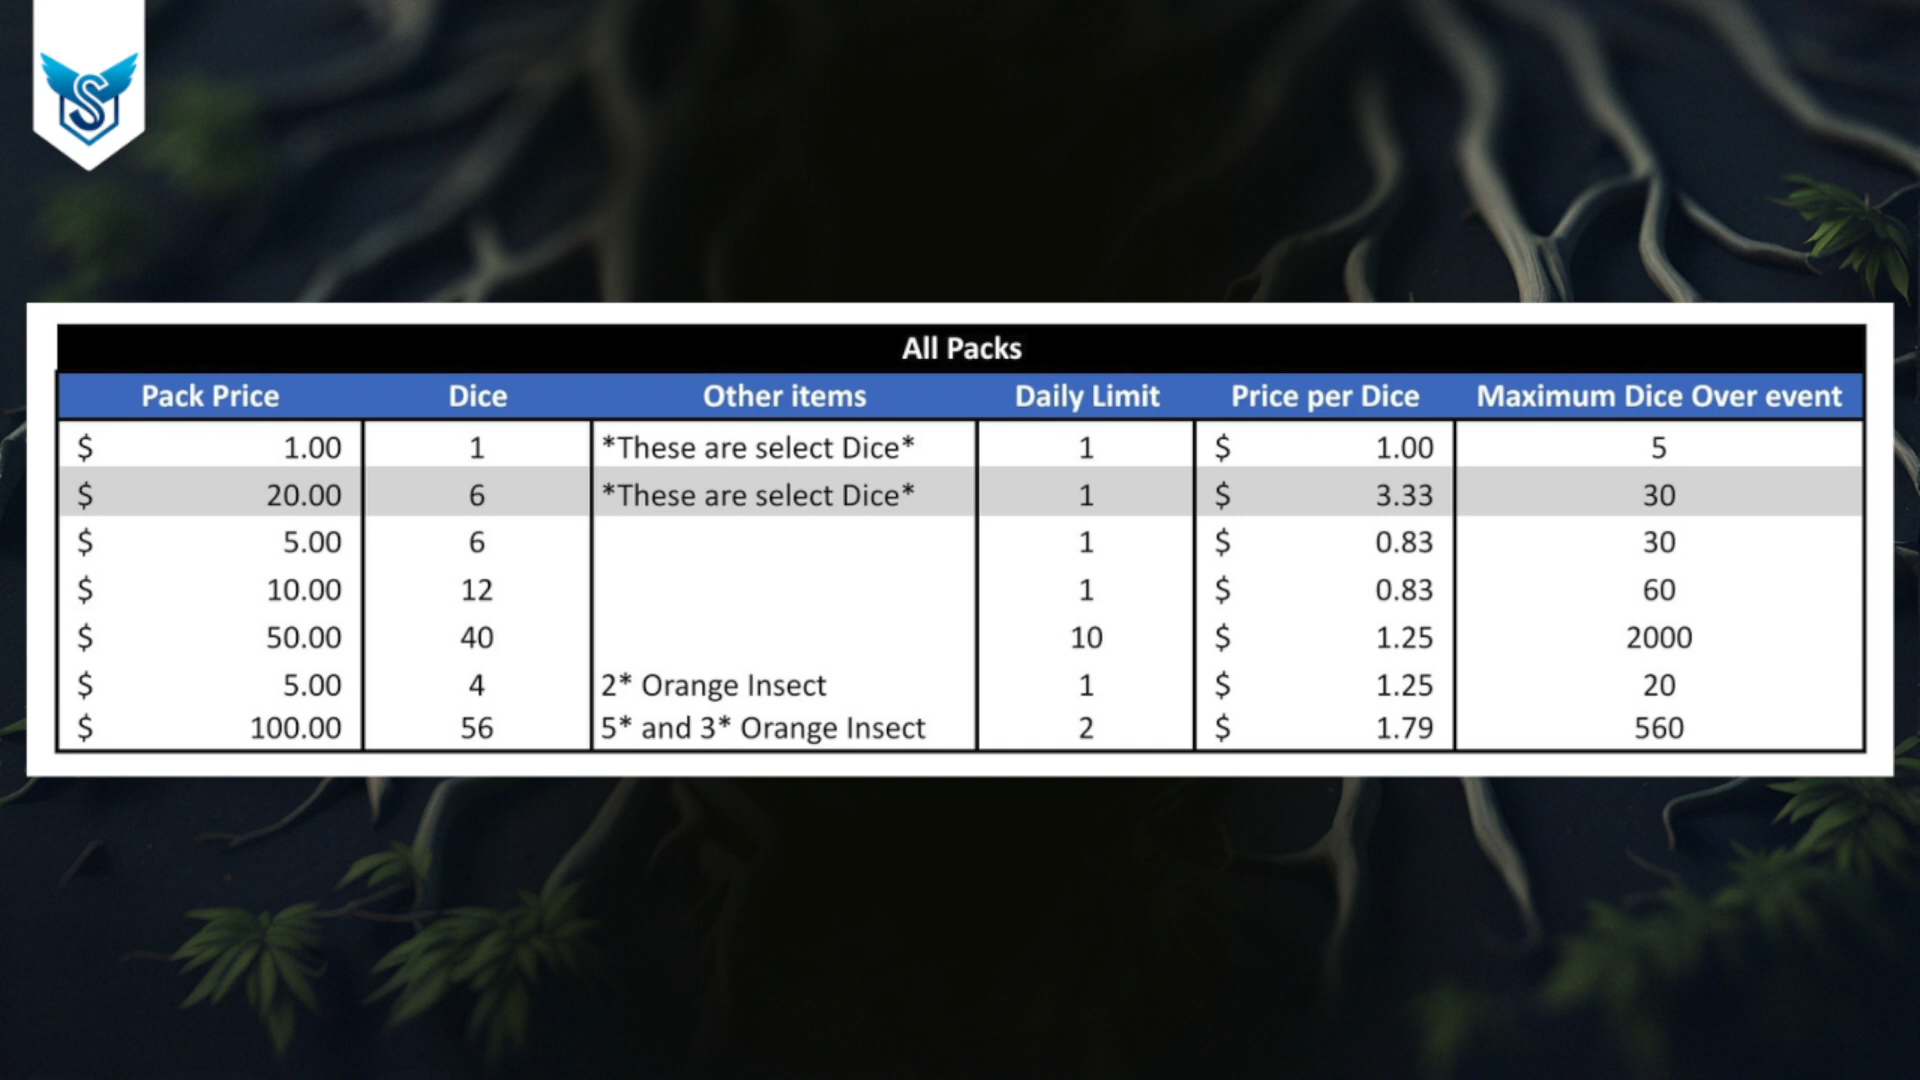 S
All Packs
Pack Price Dice Other items Daily Limit Price per Dice Maximum Dice Over event
$ 1.00 1 *These are select Dice* 1 $ 1.00 5
$ 20.00 6 *These are select Dice* 1 $ 3.33 30
$ 5.00 6 1 $ 0.83 30
$ 10.00 12 1 $ 0.83 60
$ 50.00 40 10 $ 1.25 2000
$ 5.00 4 2* Orange Insect 1 $ 1.25 20
$ 100.00 56 5* and 3* Orange Insect 2 $ 1.79 560